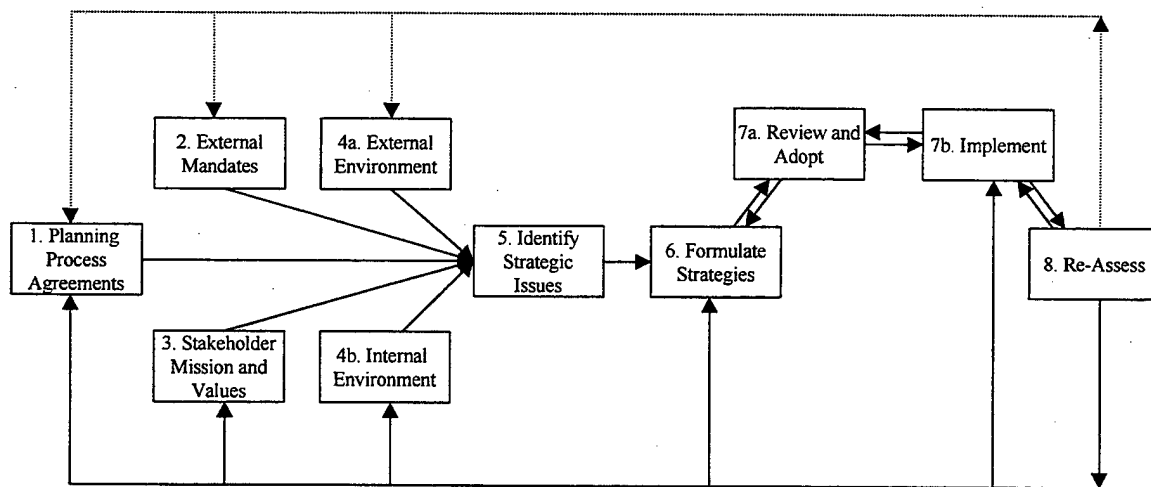 1. Planning
Process
Agreements
2. External
Mandates
3. Stakeholder
Mission and
Values
4a. External
Environment
4b. Internal
Environment
5. Identify
Strategic
Issues
6. Formulate
Strategies
7a. Review and
Adopt
7b. Implement
8. Re-Assess